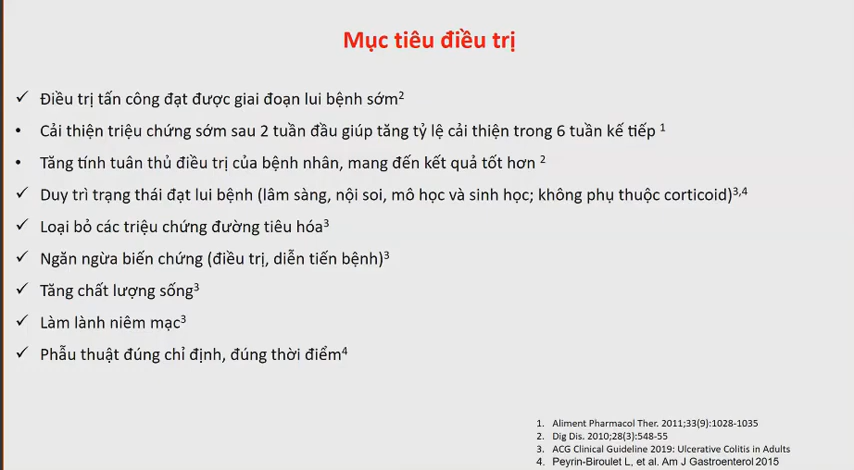 Mục tiêu điều trị
✓ Điều trị tấn công đạt được giai đoạn lui bệnh sớm²
• Cải thiện triệu chứng sớm sau 2 tuần đầu giúp tăng tỷ lệ cải thiện trong 6 tuần kế tiếp ¹
• Tăng tính tuân thủ điều trị của bệnh nhân, mang đến kết quả tốt hơn ²
✓ Duy trì trạng thái đạt lui bệnh (lâm sàng, nội soi, mô học và sinh học; không phụ thuộc corticoid)³,⁴
✓ Loại bỏ các triệu chứng đường tiêu hóa³
✓ Ngăn ngừa biến chứng (điều trị, diễn tiến bệnh)³
✓ Tăng chất lượng sống³
✓ Làm lành niêm mạc³
✓ Phẫu thuật đúng chỉ định, đúng thời điểm⁴
1. Aliment Pharmacol Ther. 2011;33(9):1028-1035
2. Dig Dis. 2010;28(3):548-55
3. ACG Clinical Guideline 2019: Ulcerative Colitis in Adults
4. Peyrin-Biroulet L, et al. Am J Gastroenterol 2015